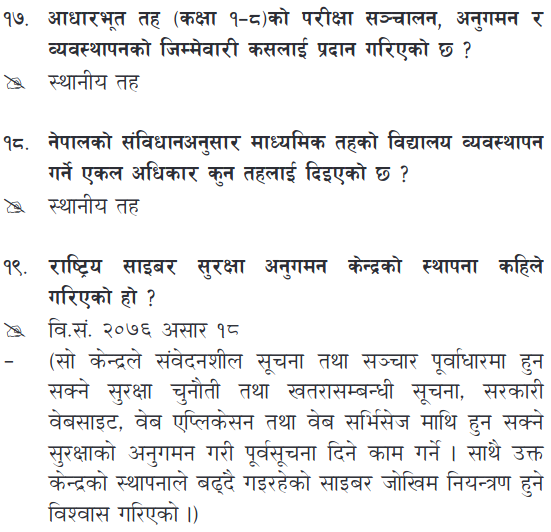 १७. आधारभूत तह (कक्षा १-८)को परीक्षा सञ्चालन, अनुगमन र
व्यवस्थापनको जिम्मेवारी कसलाई प्रदान गरिएको छ ?
स्थानीय तह
१८. नेपालको संविधानअनुसार माध्यमिक तहको विद्यालय व्यवस्थापन
गर्ने एकल अधिकार कुन तहलाई दिइएको छ ?
स्थानीय तह
१९. राष्ट्रिय साइबर सुरक्षा अनुगमन केन्द्रको स्थापना कहिले
गरिएको हो ?
वि.सं. २०७६ असार १८
- (सो केन्द्रले संवेदनशील सूचना तथा सञ्चार पूर्वाधारमा हुन
सक्ने सुरक्षा चुनौती तथा खतरासम्बन्धी सूचना, सरकारी
वेबसाइट, वेब एप्लिकेसन तथा वेब सर्भिसेज माथि हुन सक्ने
सुरक्षाको अनुगमन गरी पूर्वसूचना दिने काम गर्ने । साथै उक्त
केन्द्रको स्थापनाले बढ्दै गइरहेको साइबर जोखिम नियन्त्रण हुने
विश्वास गरिएको ।)